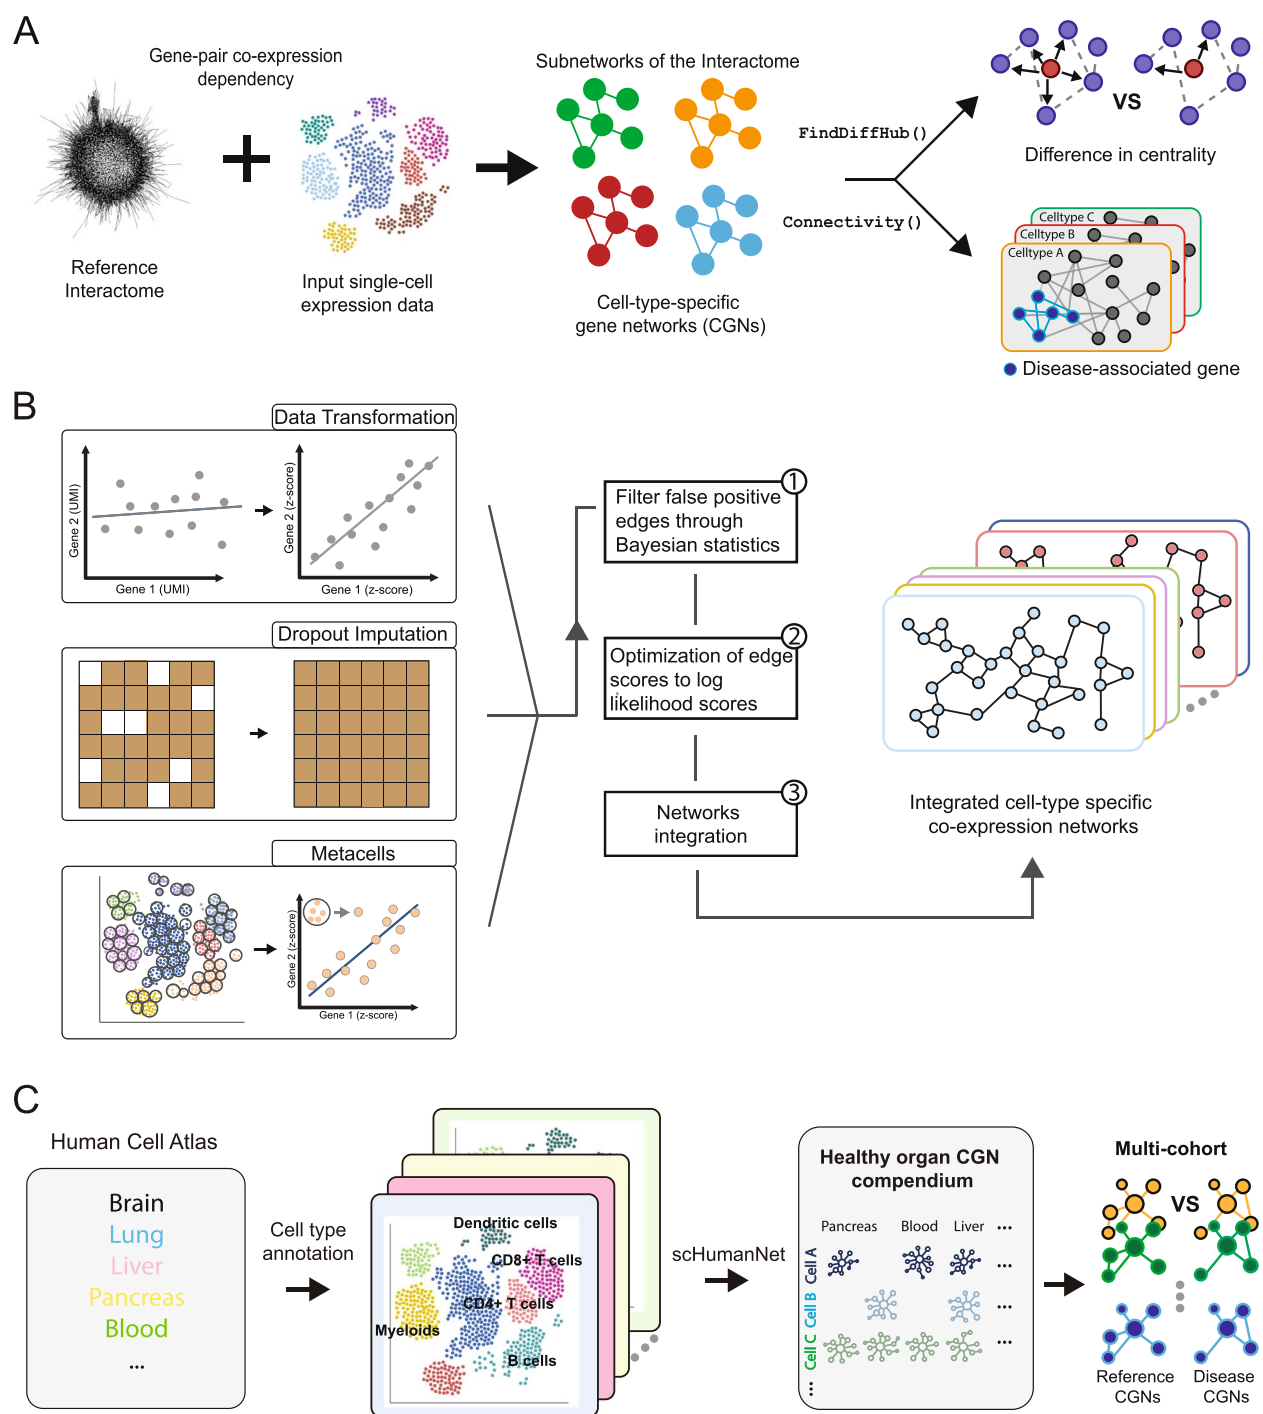 A
Gene-pair co-expression
dependency
Reference
Interactome
Input single-cell
expression data
Subnetworks of the Interactome
Cell-type-specific
gene networks (CGNs)
FindDiffHub()
Connectivity()
VS
Difference in centrality
Celltype C
Celltype B
Celltype A
Disease-associated gene
B
Data Transformation
Gene 2 (UMI)
Gene 1 (UMI)
Gene 2 (z-score)
Gene 1 (z-score)
Dropout Imputation
Metacells
Gene 2 (z-score)
Gene 1 (z-score)
1
Filter false positive
edges through
Bayesian statistics
2
Optimization of edge
scores to log
likelihood scores
3
Networks
integration
Integrated cell-type specific
co-expression networks
C
Human Cell Atlas
Brain
Lung
Liver
Pancreas
Blood
...
Cell type
annotation
Dendritic cells
CD8+ T cells
CD4+ T cells
Myeloids
B cells
scHumanNet
Healthy organ CGN
compendium
Pancreas Blood Liver ...
Cell A ...
Cell B ...
Cell C ...
...
Multi-cohort
VS
Reference
CGNs
Disease
CGNs